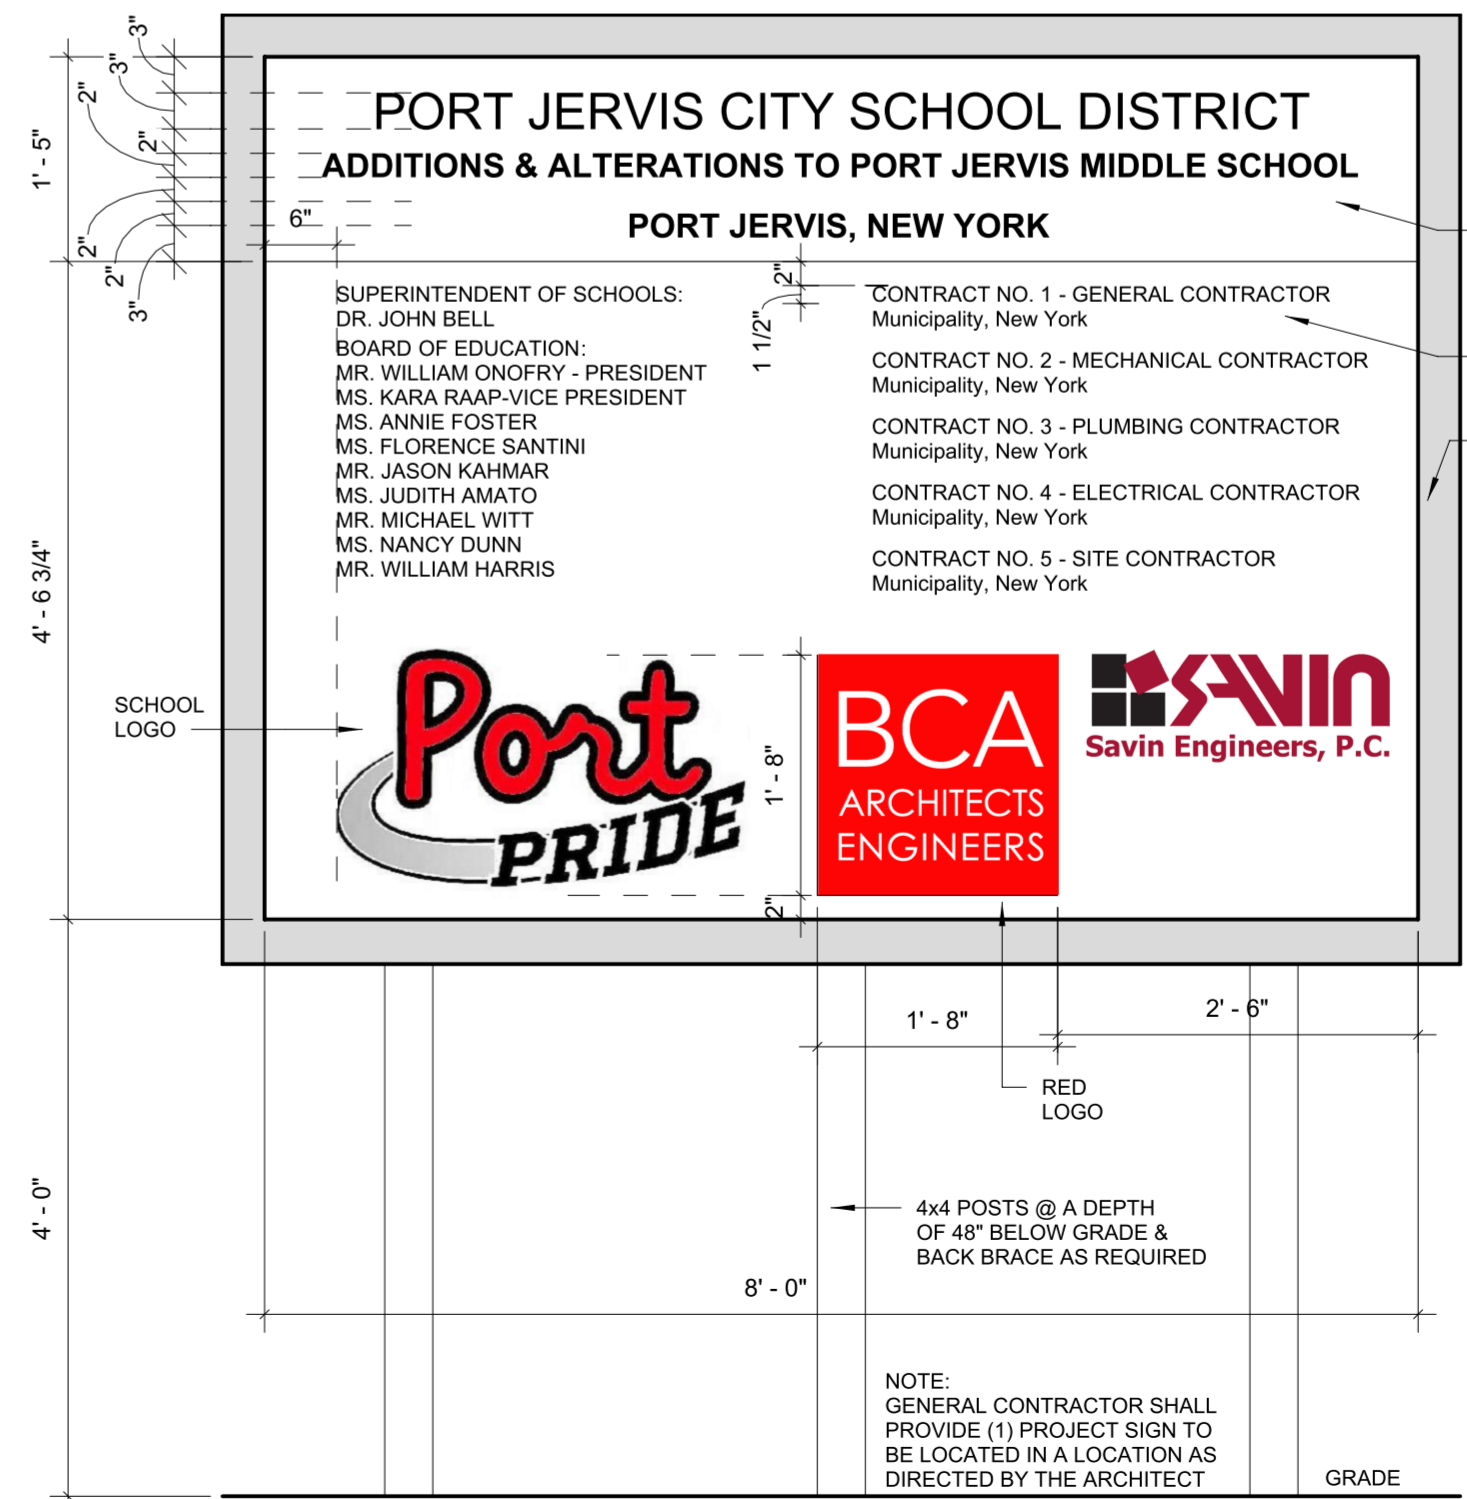 PORT JERVIS CITY SCHOOL DISTRICT
ADDITIONS & ALTERATIONS TO PORT JERVIS MIDDLE SCHOOL
PORT JERVIS, NEW YORK
3"
3"
2"
2"
2"
2"
3"
1' - 5"
6"
2"
1 1/2"
SUPERINTENDENT OF SCHOOLS:
DR. JOHN BELL
BOARD OF EDUCATION:
MR. WILLIAM ONOFRY - PRESIDENT
MS. KARA RAAP-VICE PRESIDENT
MS. ANNIE FOSTER
MS. FLORENCE SANTINI
MR. JASON KAHMAR
MS. JUDITH AMATO
MR. MICHAEL WITT
MS. NANCY DUNN
MR. WILLIAM HARRIS
CONTRACT NO. 1 - GENERAL CONTRACTOR
Municipality, New York
CONTRACT NO. 2 - MECHANICAL CONTRACTOR
Municipality, New York
CONTRACT NO. 3 - PLUMBING CONTRACTOR
Municipality, New York
CONTRACT NO. 4 - ELECTRICAL CONTRACTOR
Municipality, New York
CONTRACT NO. 5 - SITE CONTRACTOR
Municipality, New York
4' - 6 3/4"
SCHOOL
LOGO
Port
PRIDE
1' - 8"
2"
BCA
ARCHITECTS
ENGINEERS
SAVIN
Savin Engineers, P.C.
1' - 8"
2' - 6"
RED
LOGO
4' - 0"
4x4 POSTS @ A DEPTH
OF 48" BELOW GRADE &
BACK BRACE AS REQUIRED
8' - 0"
NOTE:
GENERAL CONTRACTOR SHALL
PROVIDE (1) PROJECT SIGN TO
BE LOCATED IN A LOCATION AS
DIRECTED BY THE ARCHITECT
GRADE